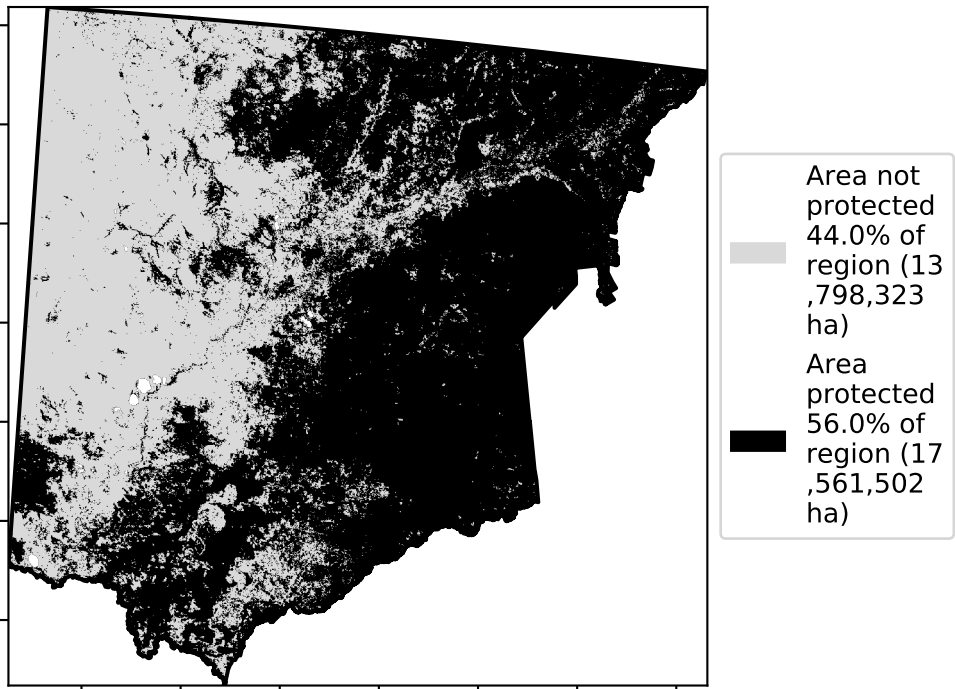 Area not
protected
44.0% of
region (13
,798,323
ha)
Area
protected
56.0% of
region (17
,561,502
ha)